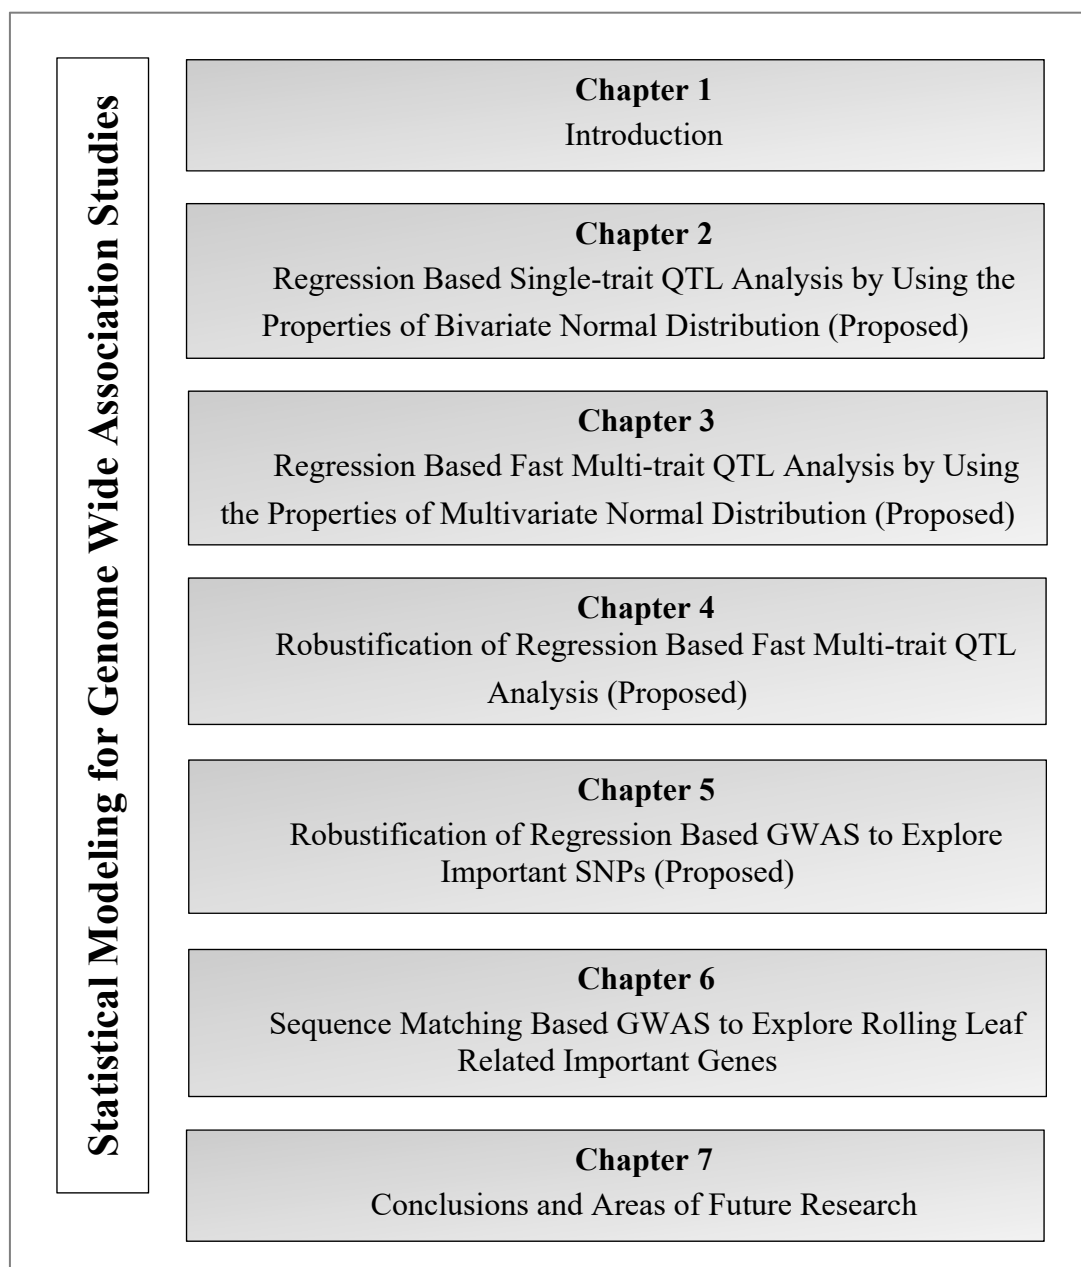 Statistical Modeling for Genome Wide Association Studies
Chapter 1
Introduction
Chapter 2
Regression Based Single-trait QTL Analysis by Using the
Properties of Bivariate Normal Distribution (Proposed)
Chapter 3
Regression Based Fast Multi-trait QTL Analysis by Using
the Properties of Multivariate Normal Distribution (Proposed)
Chapter 4
Robustification of Regression Based Fast Multi-trait QTL
Analysis (Proposed)
Chapter 5
Robustification of Regression Based GWAS to Explore
Important SNPs (Proposed)
Chapter 6
Sequence Matching Based GWAS to Explore Rolling Leaf
Related Important Genes
Chapter 7
Conclusions and Areas of Future Research